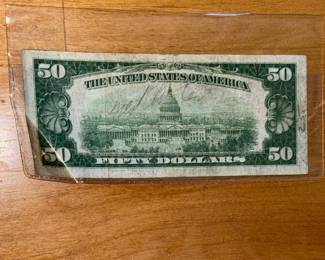 50 50
THE UNITED STATES OF AMERICA
50 FIFTY DOLLARS 50